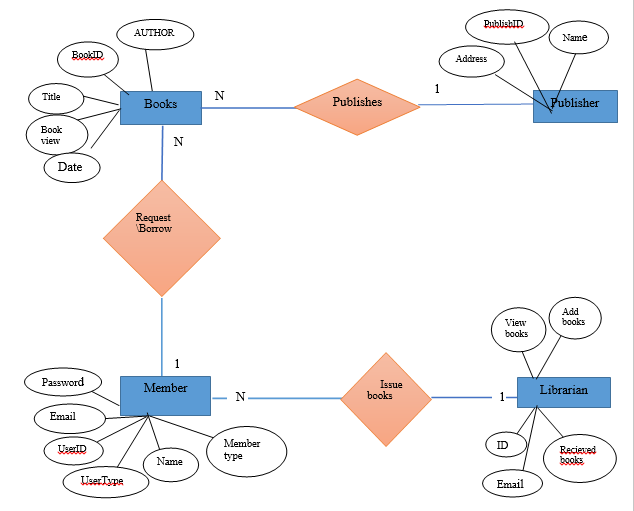 AUTHOR
PublishID
Name
BookID
Address
Title
Books
N
Publishes
1
Publisher
Book
view
N
Date
Request
\Borrow
View
books
Add
books
1
Password
Member
N
Issue
books
1
Librarian
Email
UserID
Name
Member
type
UserType
ID
Recieved
books
Email